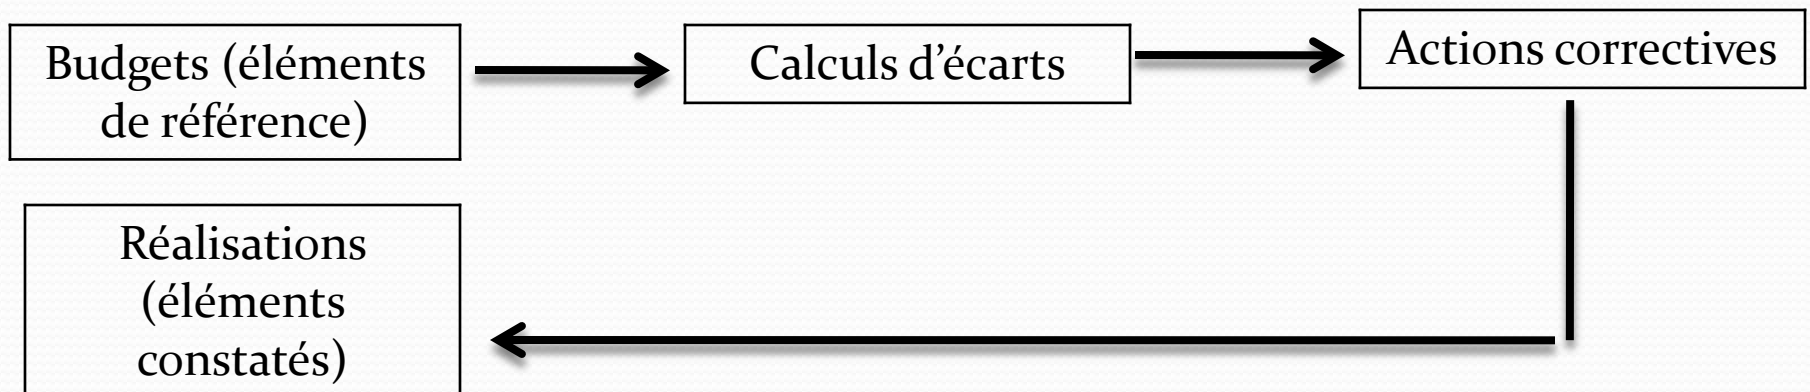 Budgets (éléments
de référence)
Calculs d’écarts
Actions correctives
Réalisations
(éléments
constatés)